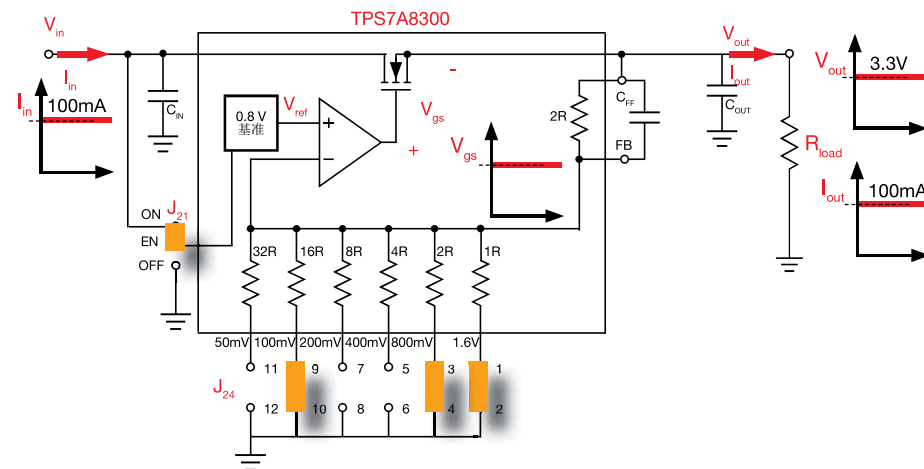 TPS7A8300
Vin
Iin
Iin
100mA
CIN
0.8 V
基准
Vref
+
−
Vgs
-
+
Vgs
2R
CFF
FB
Vout
Iout
COUT
Rload
Vout
3.3V
Iout
100mA
ON
J21
EN
OFF
32R
16R
8R
4R
2R
1R
50mV
100mV
200mV
400mV
800mV
1.6V
J24
11
9
7
5
3
1
12
10
8
6
4
2